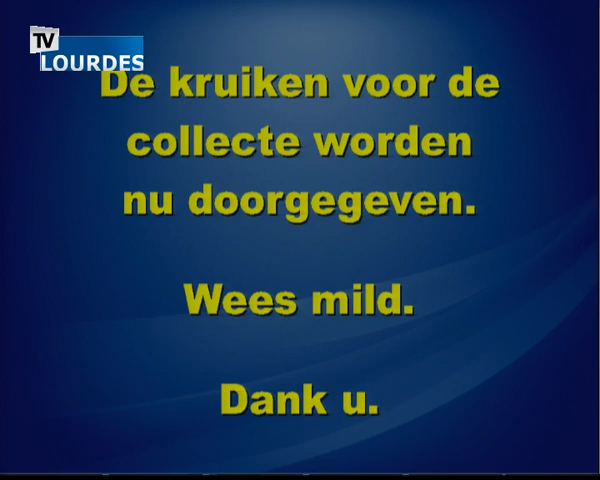 TV
LOURDES
De kruiken voor de
collecte worden
nu doorgegeven.
Wees mild.
Dank u.